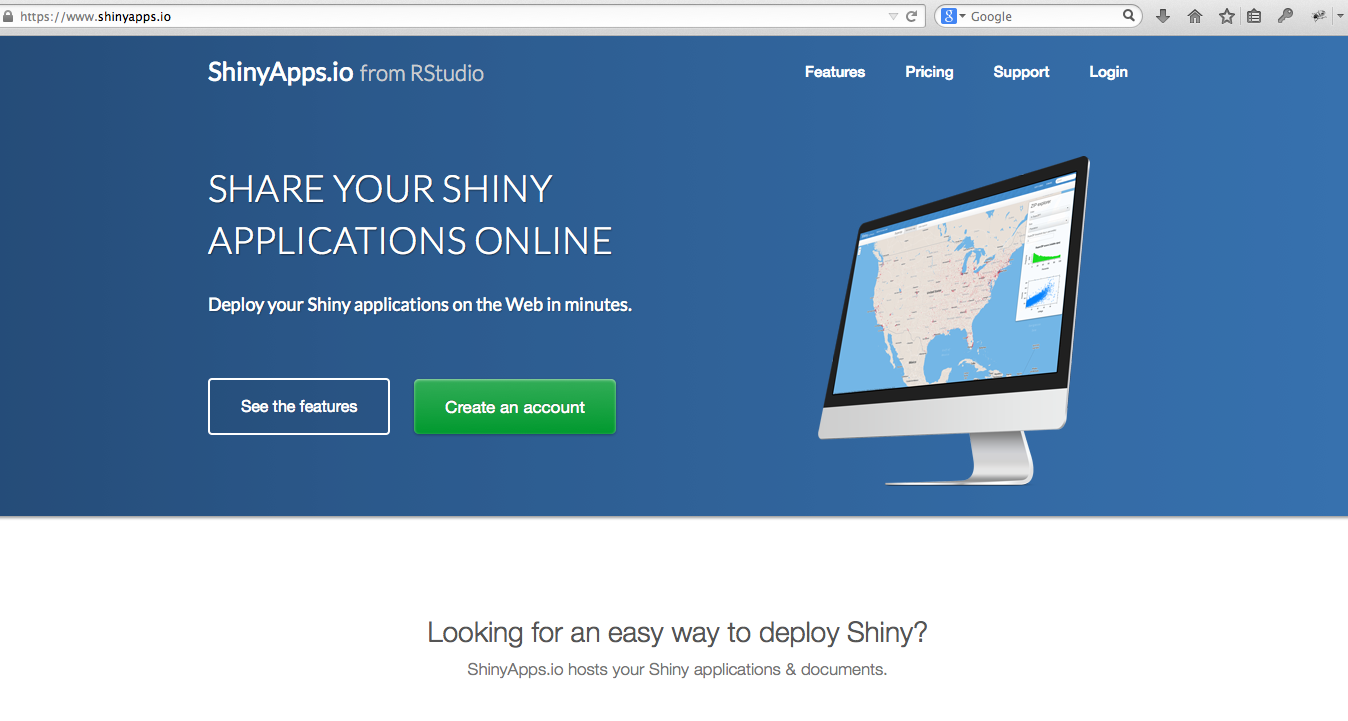 https://www.shinyapps.io
Google
ShinyApps.io from RStudio
Features
Pricing
Support
Login
SHARE YOUR SHINY
APPLICATIONS ONLINE
Deploy your Shiny applications on the Web in minutes.
See the features
Create an account
ZIP explorer
Looking for an easy way to deploy Shiny?
ShinyApps.io hosts your Shiny applications & documents.